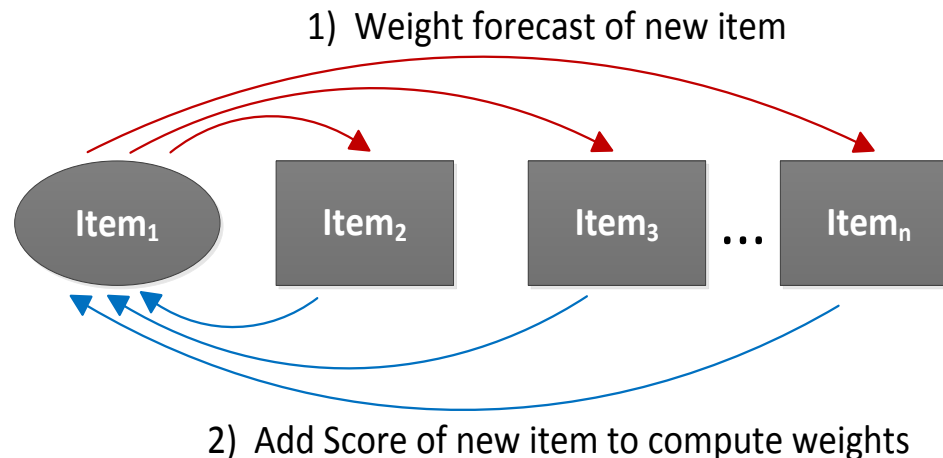 1) Weight forecast of new item
Item₁
Item₂
Item₃
...
Itemₙ
2) Add Score of new item to compute weights